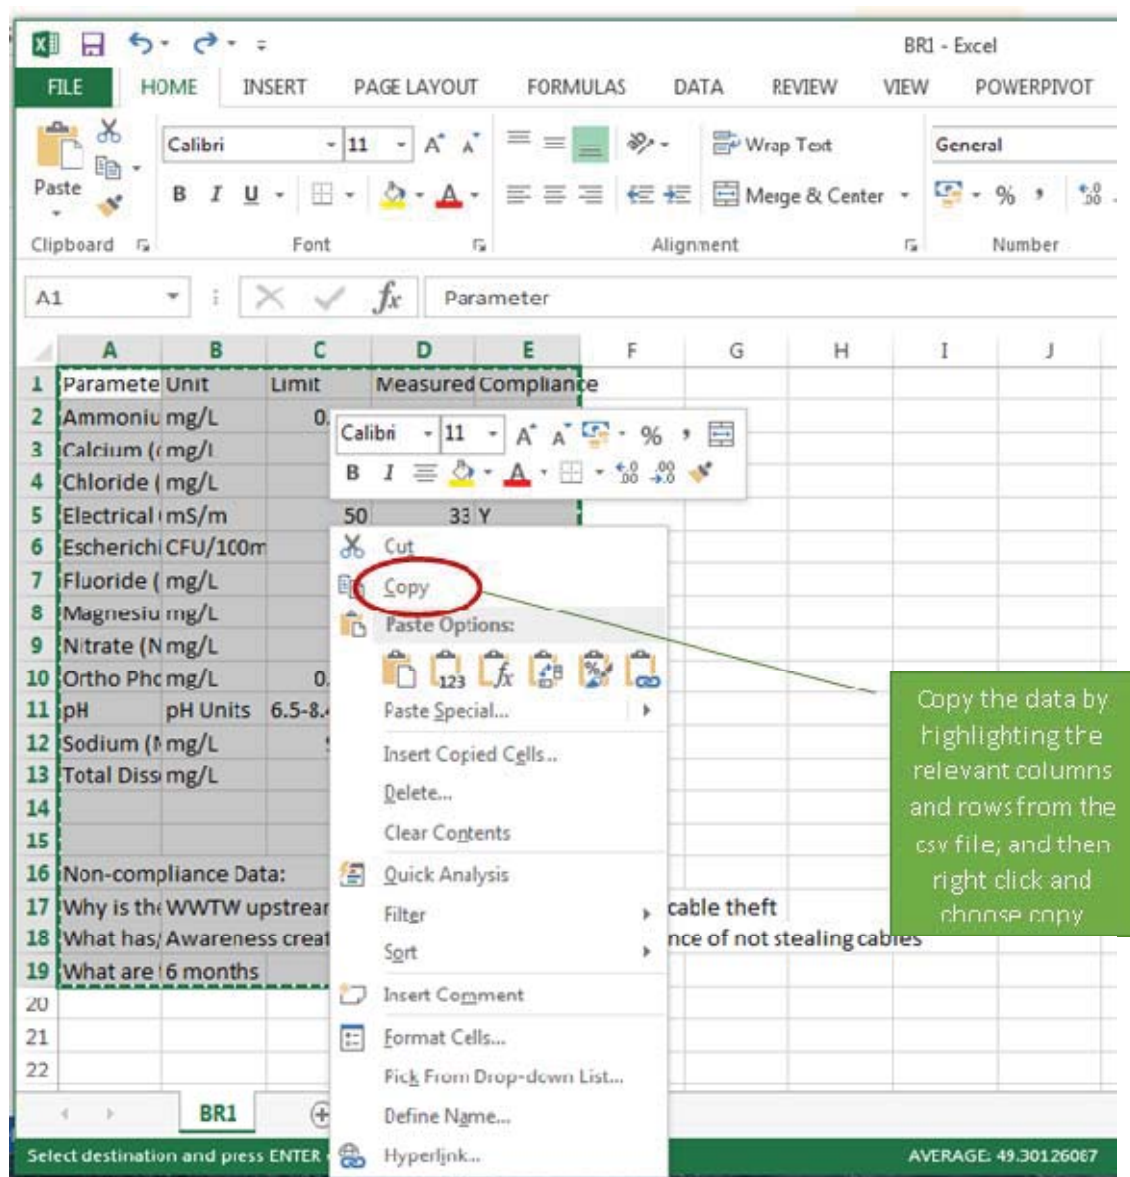 BR1 - Excel
FILE HOME INSERT PAGE LAYOUT FORMULAS DATA REVIEW VIEW POWERPIVOT
Calibri 11 Wrap Text General
Paste B I U Merge & Center % ,
Clipboard Font Alignment Number
A1 fx Parameter
A B C D E F G H I J
1 Paramete Unit Limit Measured Compliance
2 Ammoniu mg/L 0.
Calibri 11 A A % ,
3 Calcium ( mg/l
B I A
4 Chloride ( mg/L
5 Electrical mS/m 50 33 Y
6 Escherichi CFU/100m
Cut
7 Fluoride ( mg/L
Copy
8 Magnesiu mg/L
Paste Options:
9 Nitrate (N mg/L
10 Ortho Pho mg/L 0.
123 fx %
11 pH pH Units 6.5-8.4
Paste Special...
12 Sodium (N mg/L
Insert Copied Cells...
13 Total Diss mg/L
Delete...
14
Clear Contents
15
16 Non-compliance Data:
Quick Analysis
17 Why is the WWTW upstrear cable theft
Filter
18 What has/ Awareness creat nce of not stealing cables
Sort
19 What are 6 months
Insert Comment
20
21
Format Cells...
22
Pick From Drop-down List...
BR1
Define Name...
Select destination and press ENTER AVERAGE: 49.30126087
Hyperlink...
Copy the data by
highlighting the
relevant columns
and rows from the
csv file; and then
right click and
choose copy